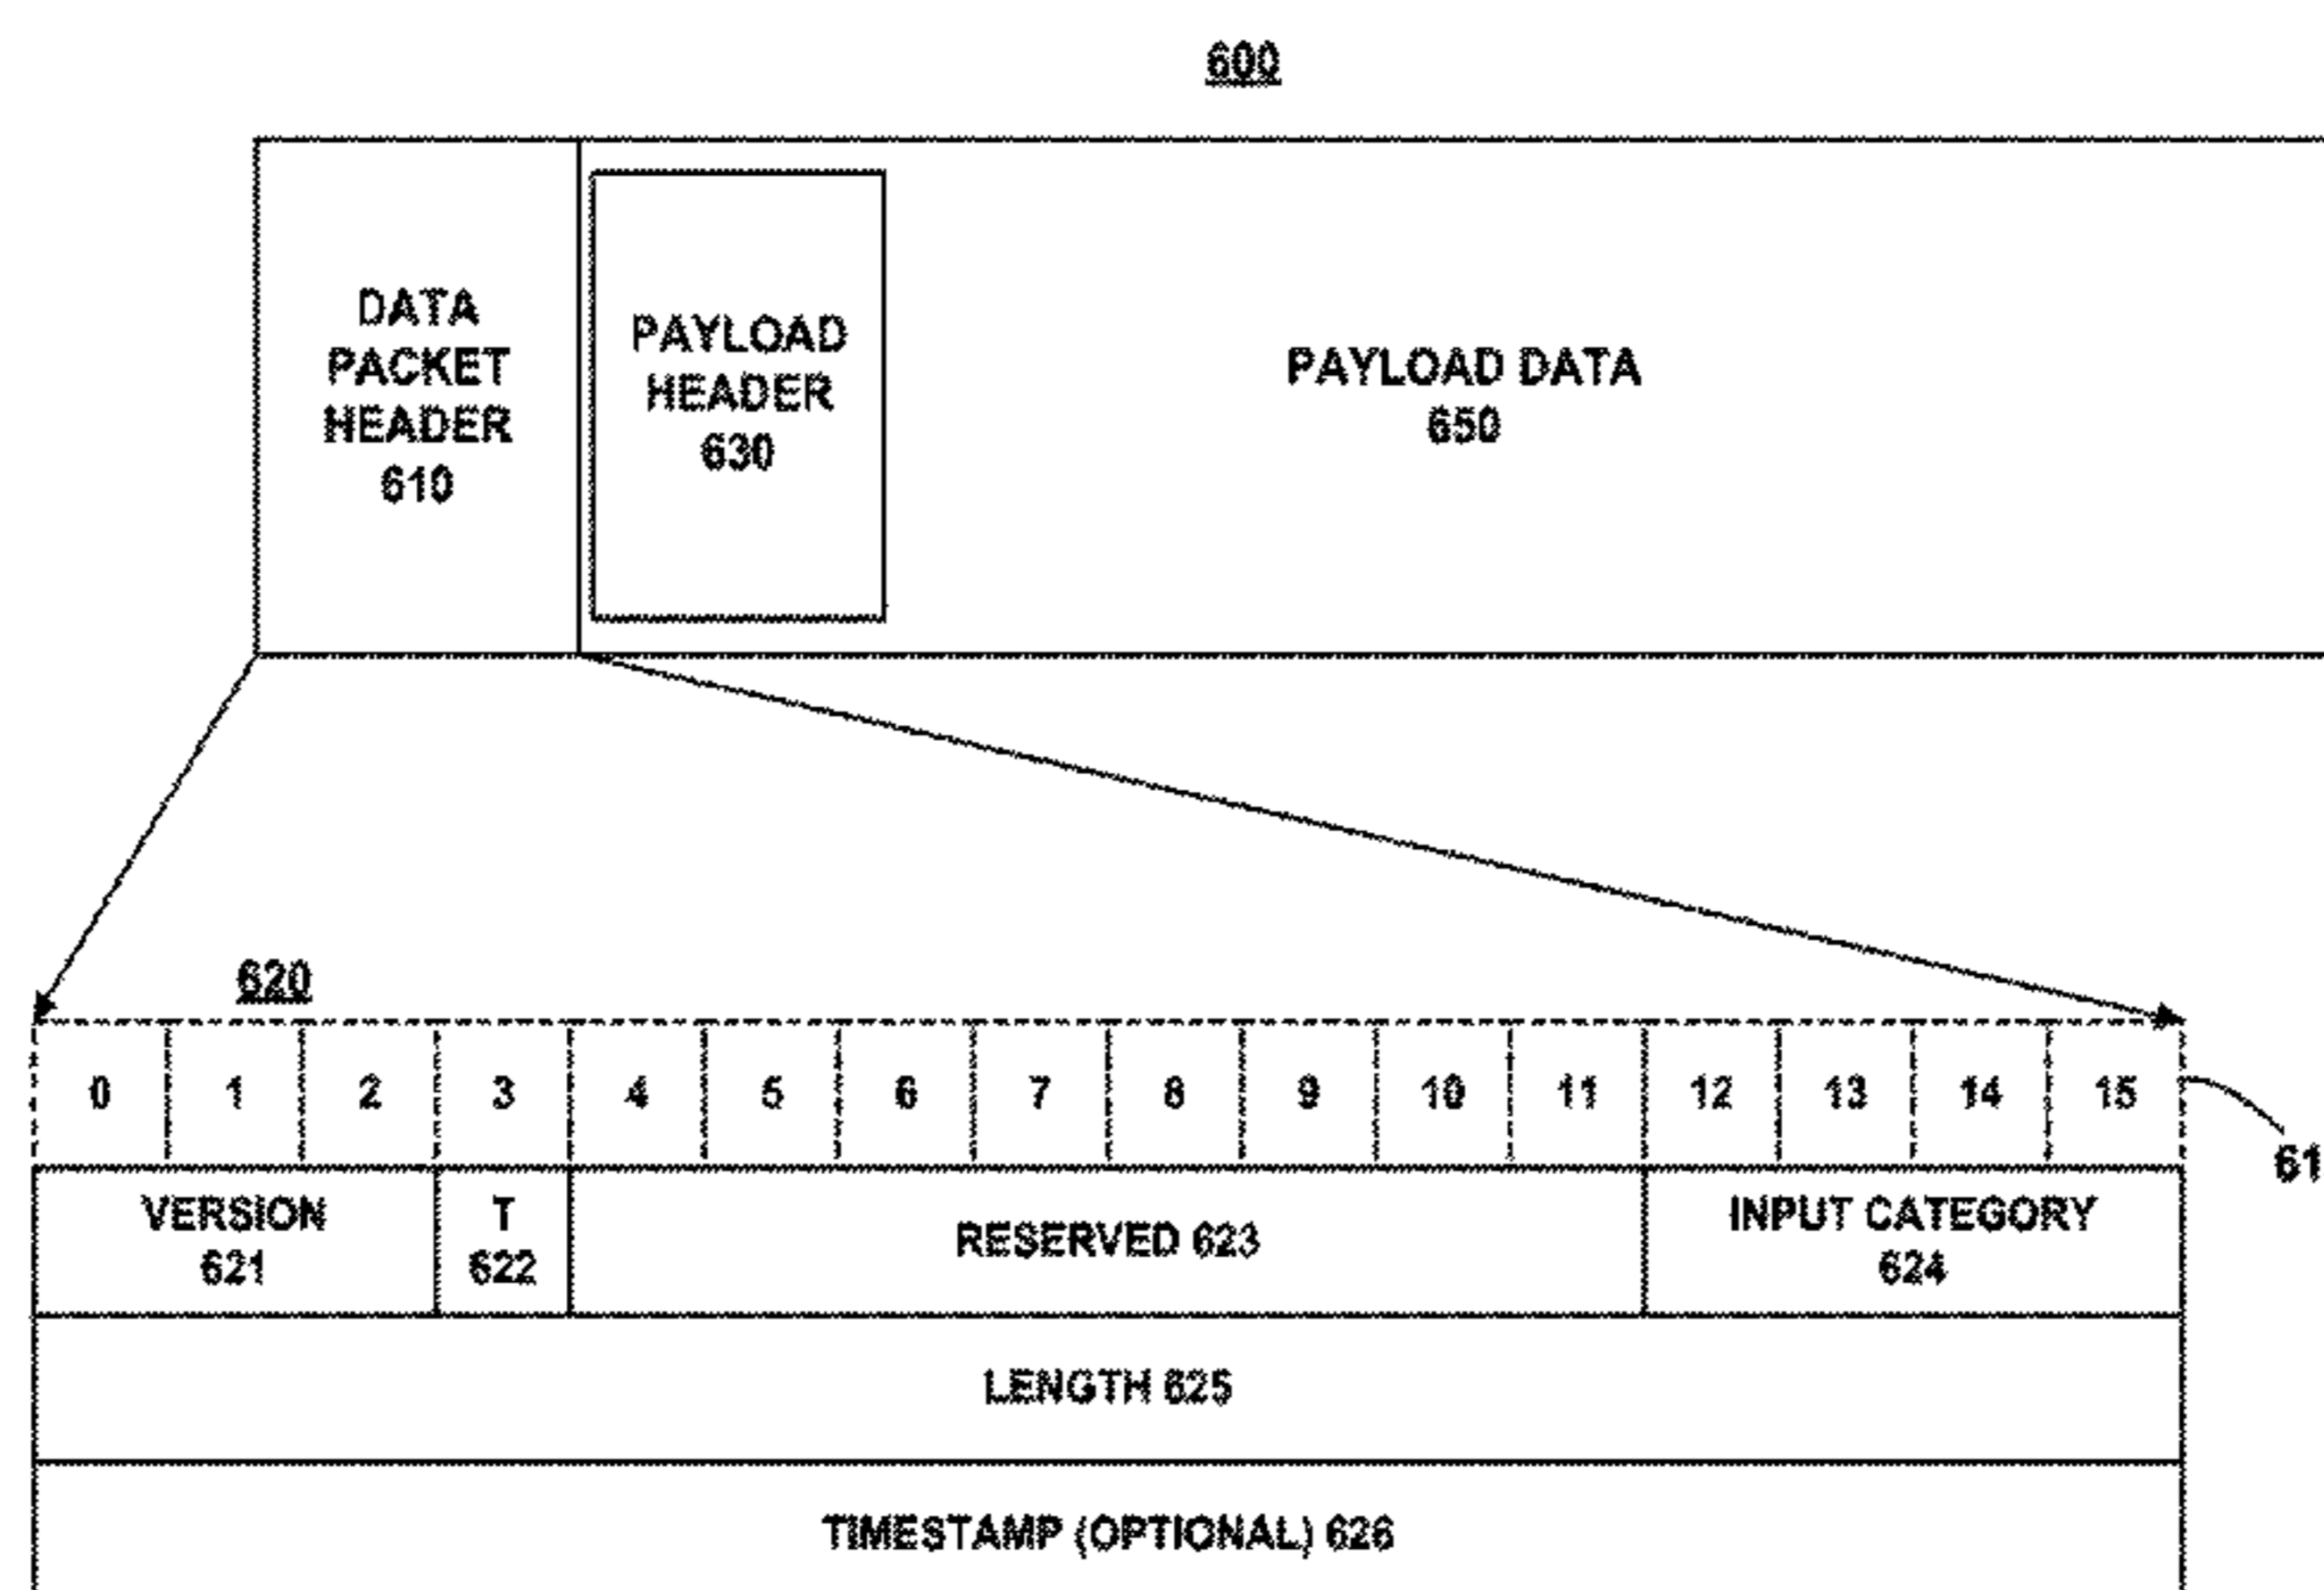 600
DATA
PACKET
HEADER
610
PAYLOAD
HEADER
630
PAYLOAD DATA
650
620
0 1 2 3 4 5 6 7 8 9 10 11 12 13 14 15
61
VERSION
621
T
622
RESERVED 623
INPUT CATEGORY
624
LENGTH 625
TIMESTAMP (OPTIONAL) 626